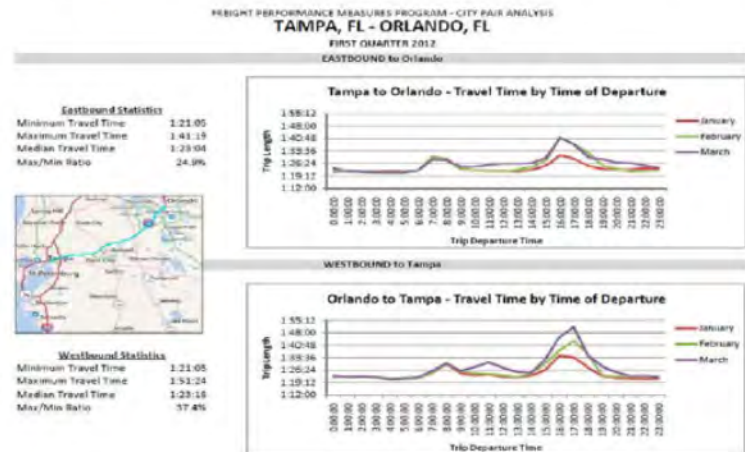 FREIGHT PERFORMANCE MEASURES PROGRAM - CITY PAIR ANALYSIS
TAMPA, FL - ORLANDO, FL
FIRST QUARTER 2012
EASTBOUND to Orlando
Eastbound Statistics
Minimum Travel Time 1:21:05
Maximum Travel Time 1:41:19
Median Travel Time 1:23:04
Max/Min Ratio 24.9%
Tampa to Orlando - Travel Time by Time of Departure
Trip Length
1:55:12
1:48:00
1:40:48
1:33:36
1:26:24
1:19:12
1:12:00
0:00:00
1:00:00
2:00:00
3:00:00
4:00:00
5:00:00
6:00:00
7:00:00
8:00:00
9:00:00
10:00:00
11:00:00
12:00:00
13:00:00
14:00:00
15:00:00
16:00:00
17:00:00
18:00:00
19:00:00
20:00:00
21:00:00
22:00:00
23:00:00
Trip Departure Time
January
February
March
Orlando
St Petersburg
WESTBOUND to Tampa
Westbound Statistics
Minimum Travel Time 1:21:05
Maximum Travel Time 1:51:24
Median Travel Time 1:23:18
Max/Min Ratio 37.4%
Orlando to Tampa - Travel Time by Time of Departure
Trip Length
1:55:12
1:48:00
1:40:48
1:33:36
1:26:24
1:19:12
1:12:00
0:00:00
1:00:00
2:00:00
3:00:00
4:00:00
5:00:00
6:00:00
7:00:00
8:00:00
9:00:00
10:00:00
11:00:00
12:00:00
13:00:00
14:00:00
15:00:00
16:00:00
17:00:00
18:00:00
19:00:00
20:00:00
21:00:00
22:00:00
23:00:00
Trip Departure Time
January
February
March